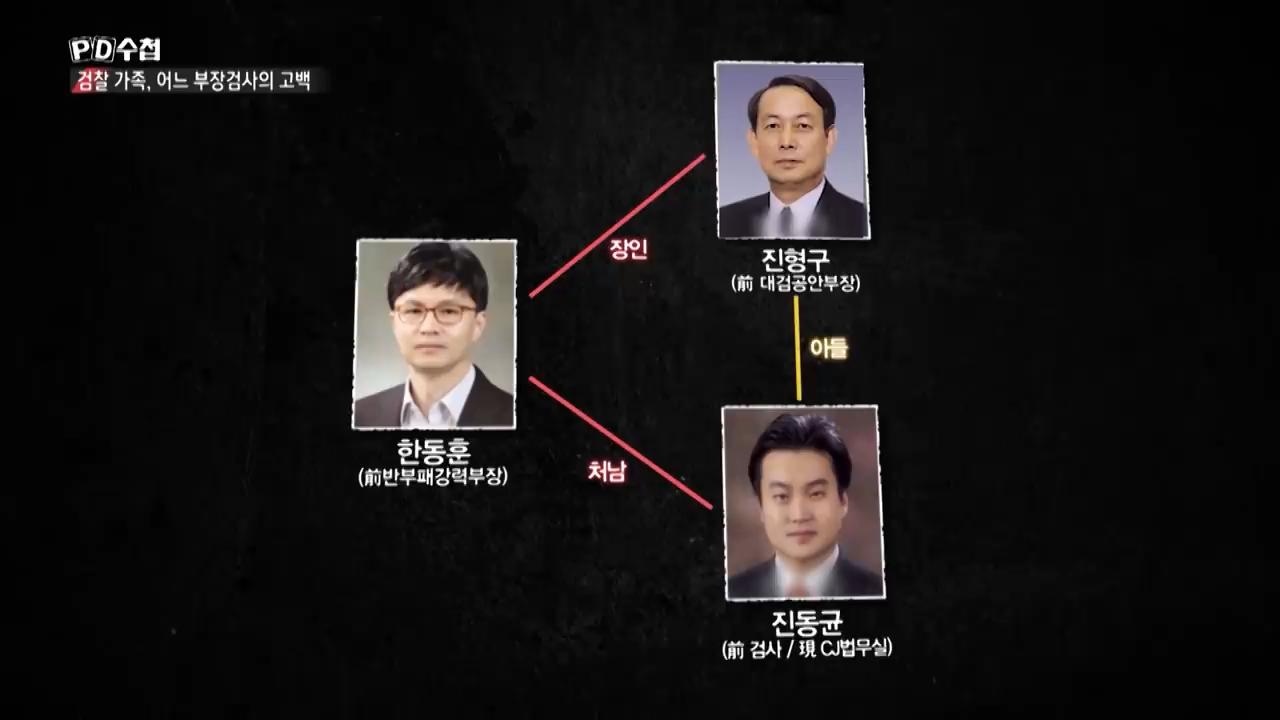 PD수첩
검찰 가족, 어느 부장검사의 고백
진형구
(前 대검공안부장)
장인
아들
한동훈
(前반부패강력부장)
처남
진동균
(前 검사 / 現 CJ법무실)